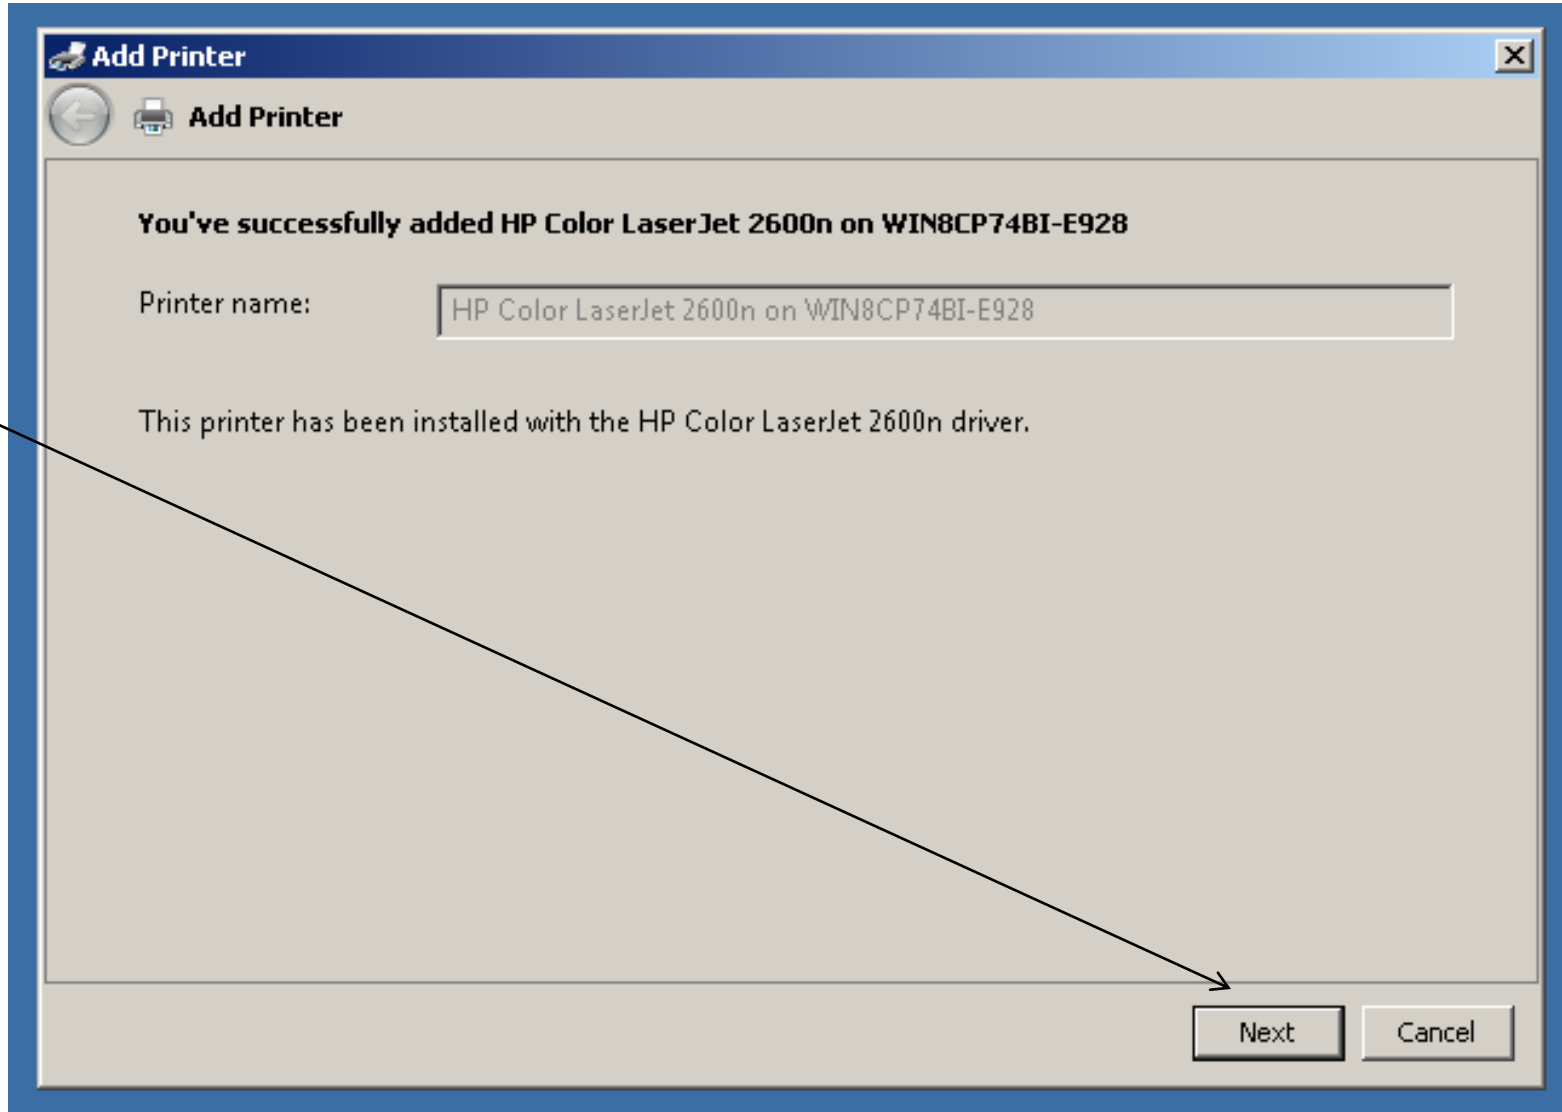 Add Printer
Add Printer
You've successfully added HP Color LaserJet 2600n on WIN8CP74BI-E928
Printer name: HP Color LaserJet 2600n on WIN8CP74BI-E928
This printer has been installed with the HP Color LaserJet 2600n driver.
Next Cancel